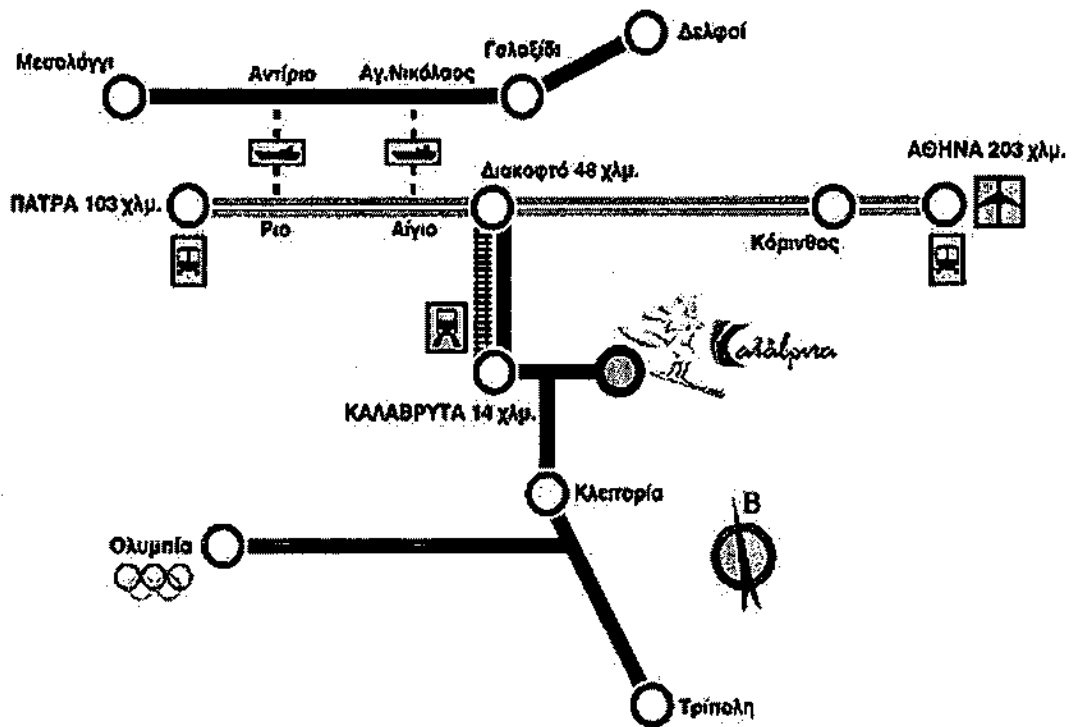 Δελφοί
Γαλαξίδι
Μεσολόγγι
Αντίριο
Αγ.Νικόλαος
ΑΘΗΝΑ 203 χλμ.
Διακοφτό 48 χλμ.
ΠΑΤΡΑ 103 χλμ.
Ριο
Αίγιο
Κόρινθος
ΚΑΛΑΒΡΥΤΑ 14 χλμ.
Κλειτορία
Β
Ολυμπία
Τρίπολη